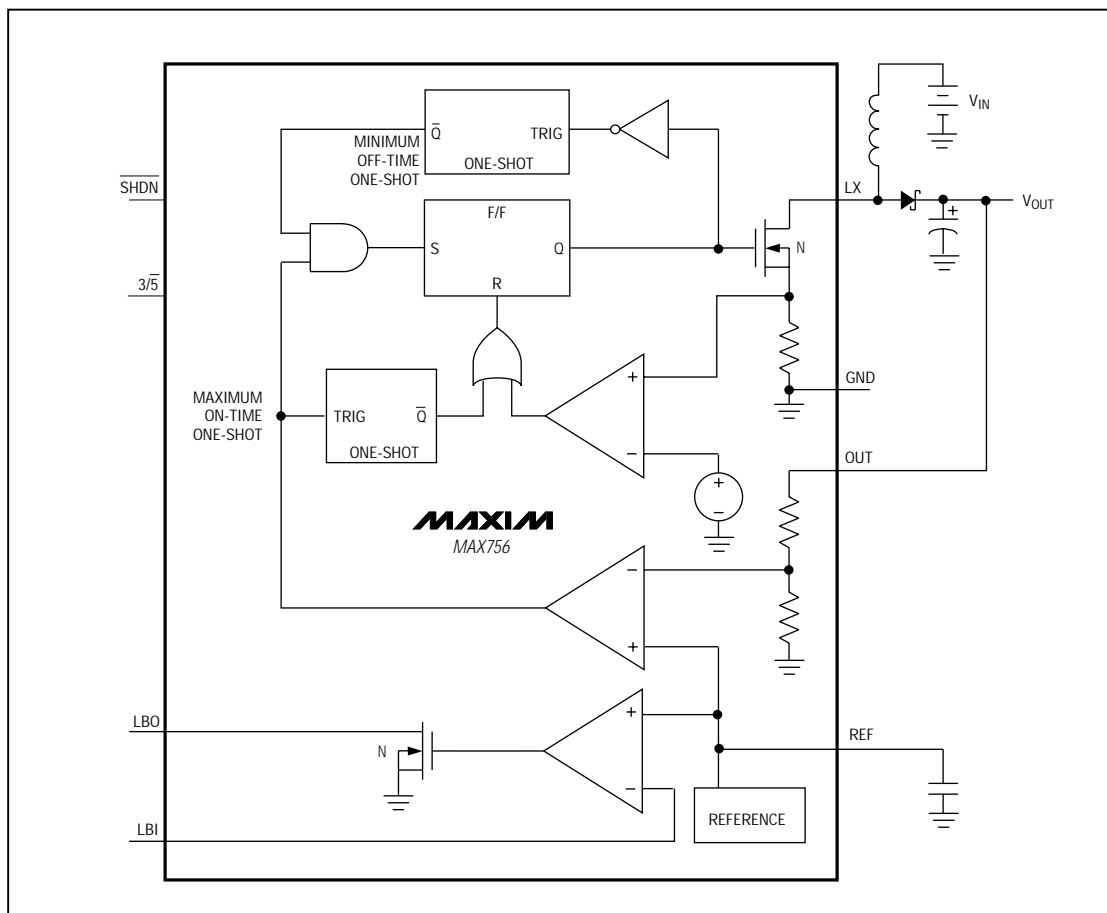 V_IN
Q̅
TRIG
MINIMUM
OFF-TIME
ONE-SHOT
ONE-SHOT
S̅H̅D̅N̅
LX
V_OUT
F/F
+
S
Q
N
R
3/5̅
+
GND
MAXIMUM
ON-TIME
ONE-SHOT
TRIG
Q̅
ONE-SHOT
−
OUT
+
−
MAXIM
MAX756
−
+
LBO
+
N
REF
−
REFERENCE
LBI